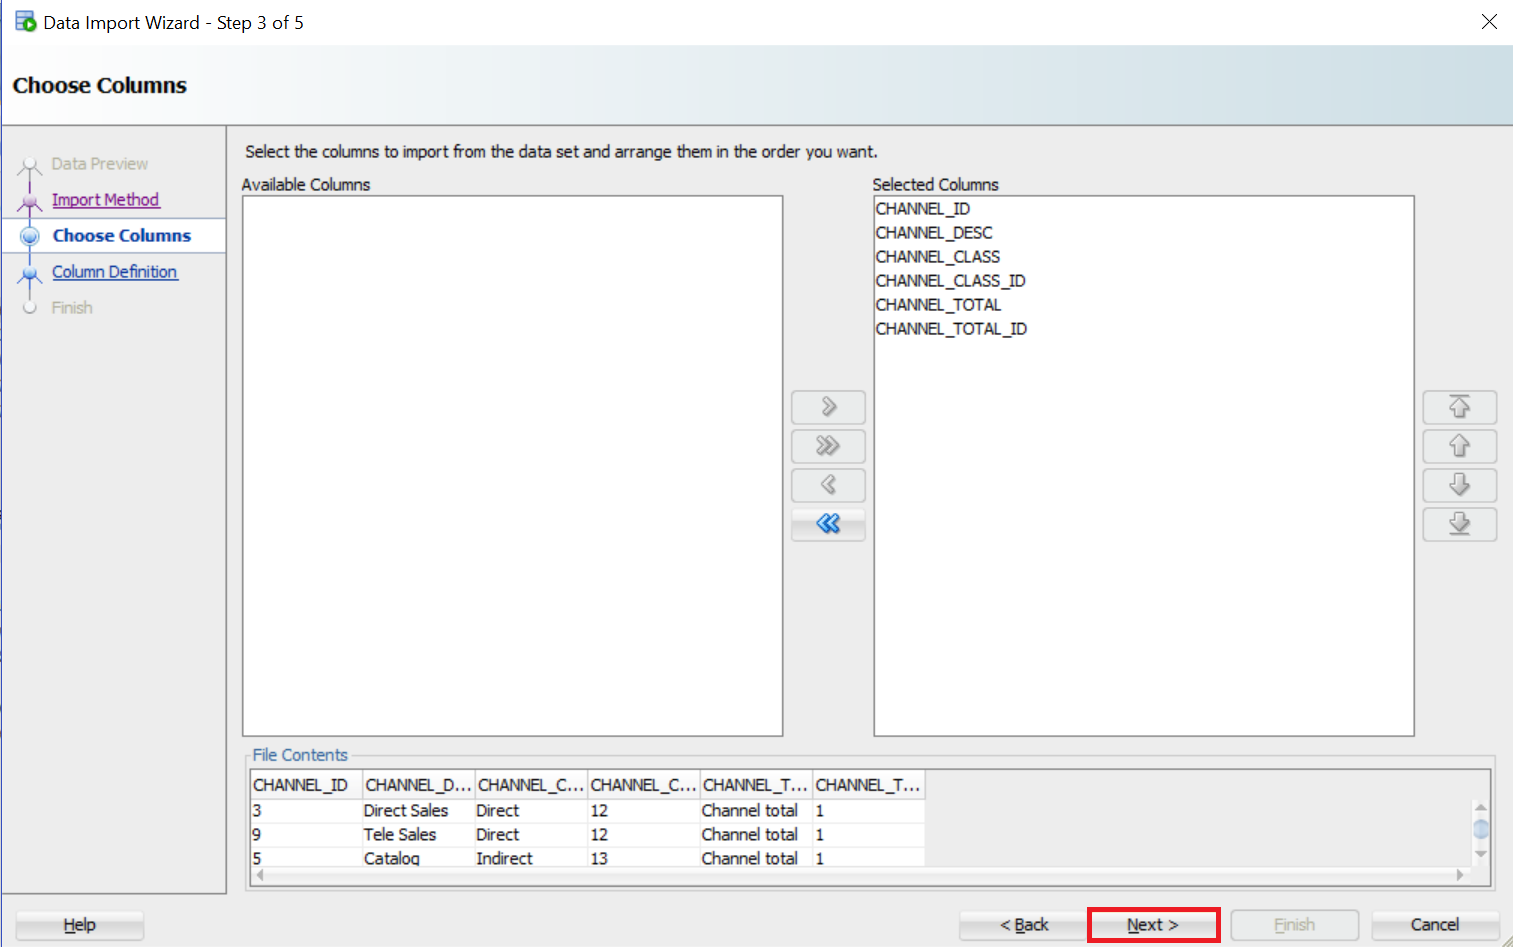 Data Import Wizard - Step 3 of 5
Choose Columns
Data Preview
Import Method
Choose Columns
Column Definition
Finish
Select the columns to import from the data set and arrange them in the order you want.
Available Columns
Selected Columns
CHANNEL_ID
CHANNEL_DESC
CHANNEL_CLASS
CHANNEL_CLASS_ID
CHANNEL_TOTAL
CHANNEL_TOTAL_ID
File Contents
CHANNEL_ID CHANNEL_D... CHANNEL_C... CHANNEL_C... CHANNEL_T... CHANNEL_T...
3 Direct Sales Direct 12 Channel total 1
9 Tele Sales Direct 12 Channel total 1
5 Catalog Indirect 13 Channel total 1
Help < Back Next > Finish Cancel